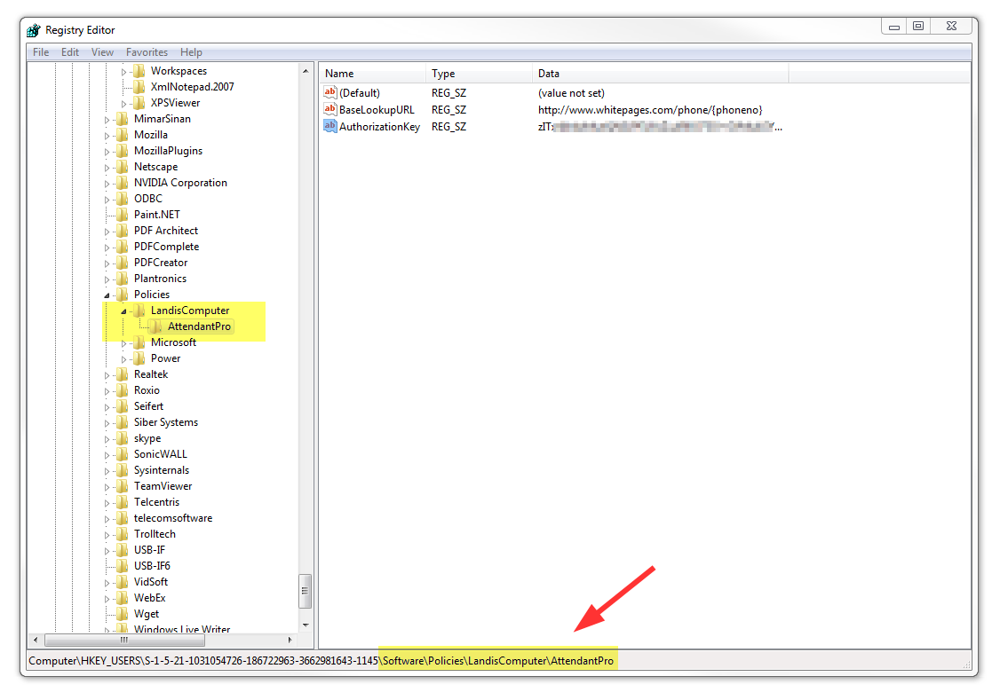 Registry Editor
File Edit View Favorites Help
Workspaces
XmlNotepad.2007
XPSViewer
MimarSinan
Mozilla
MozillaPlugins
Netscape
NVIDIA Corporation
ODBC
Paint.NET
PDF Architect
PDFComplete
PDFCreator
Plantronics
Policies
LandisComputer
AttendantPro
Microsoft
Power
Realtek
Roxio
Seifert
Siber Systems
skype
SonicWALL
Sysinternals
TeamViewer
Telcentris
telecomsoftware
Trolltech
USB-IF
USB-IF6
VidSoft
WebEx
Wget
Windows Live Writer
Name Type Data
(Default) REG_SZ (value not set)
BaseLookupURL REG_SZ http://www.whitepages.com/phone/{phoneno}
AuthorizationKey REG_SZ
Computer\HKEY_USERS\S-1-5-21-1031054726-186722963-3662981643-1145\Software\Policies\LandisComputer\AttendantPro